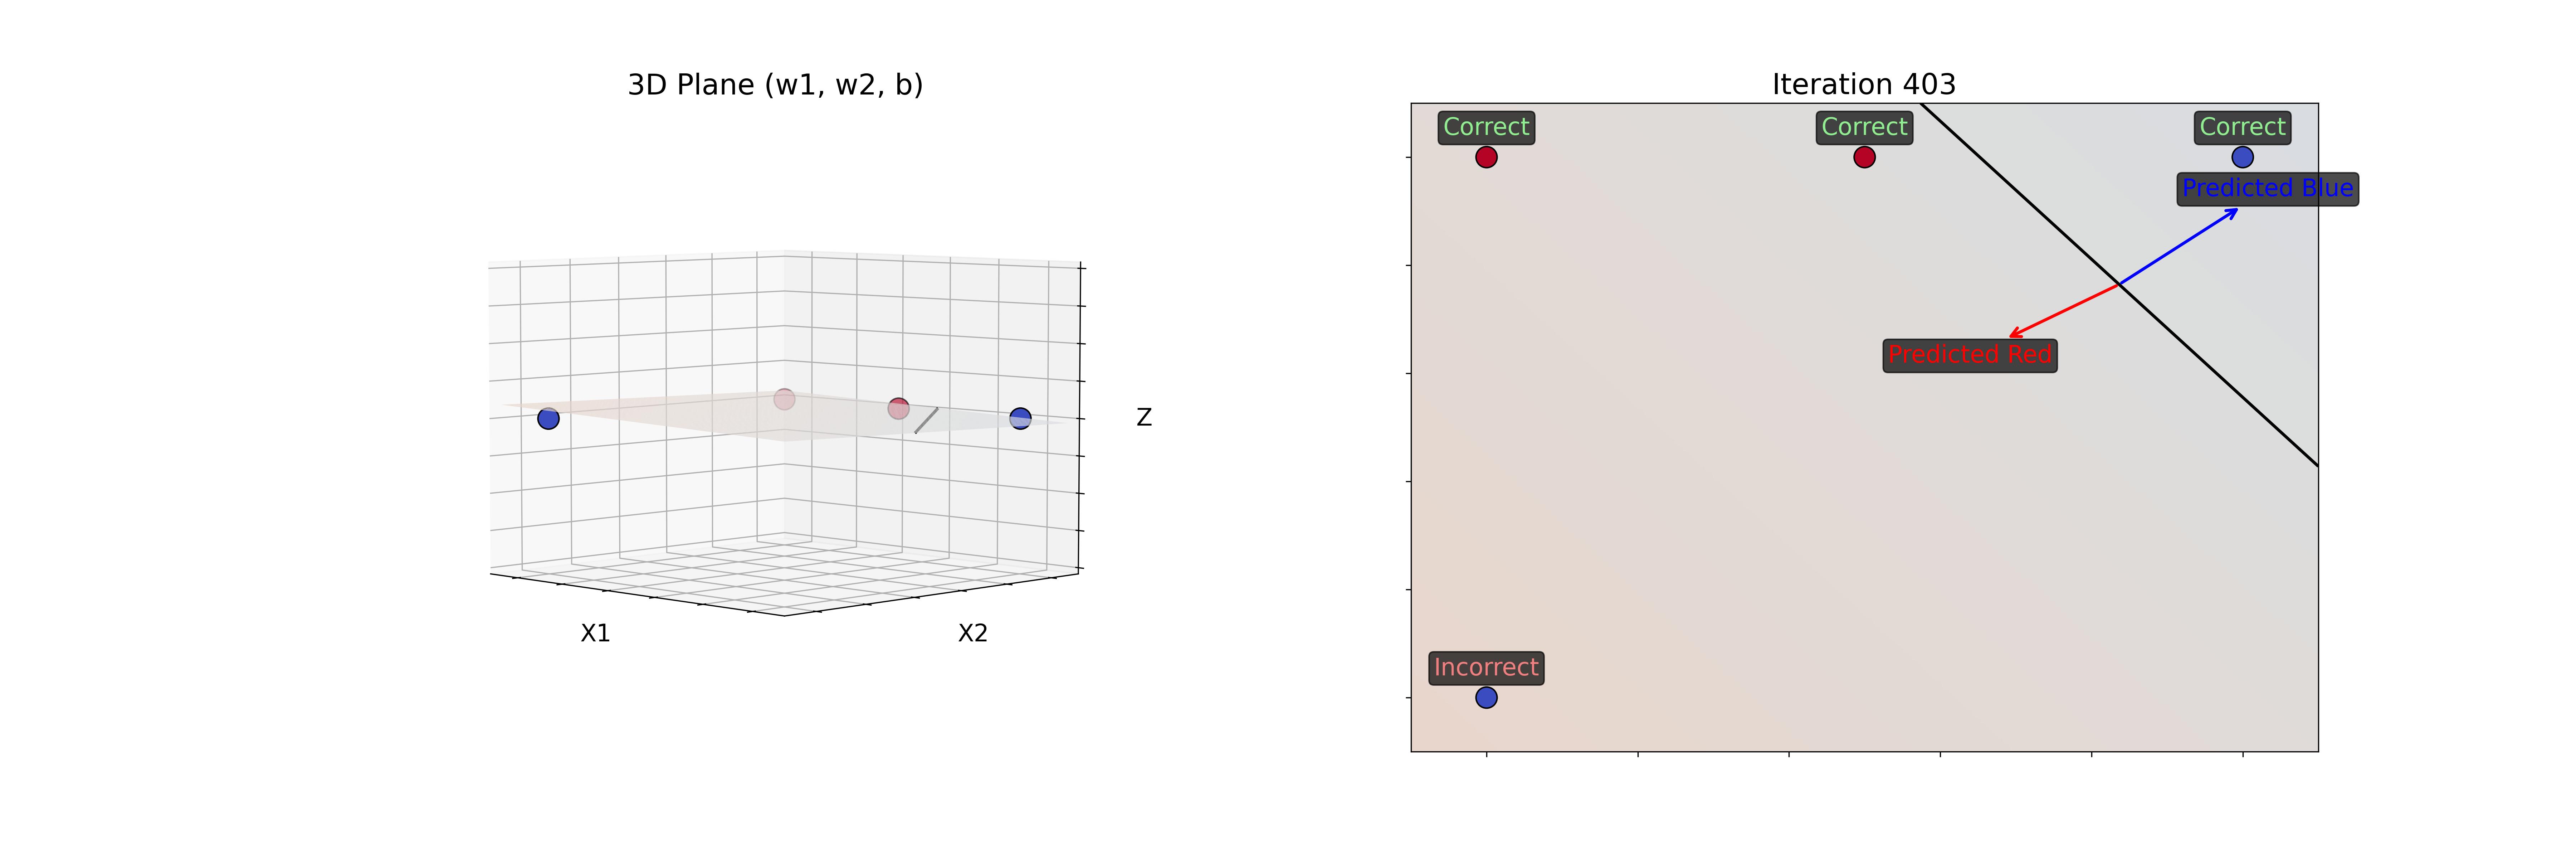 3D Plane (w1, w2, b)
Z
X1
X2
Iteration 403
Correct
Correct
Correct
Predicted Blue
Predicted Red
Incorrect